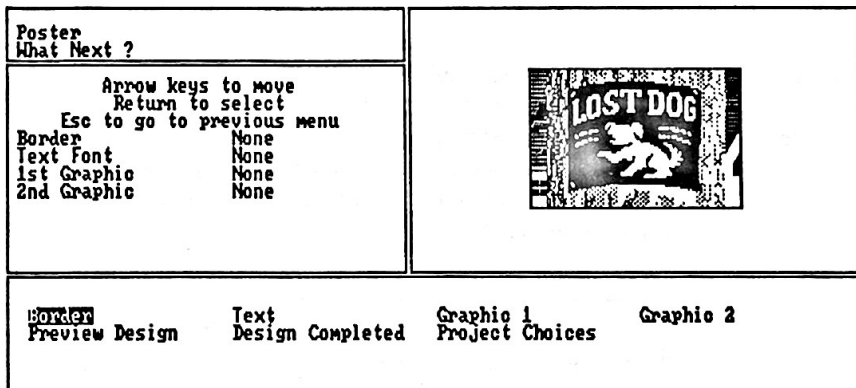 Poster
What Next ?
Arrow keys to move
Return to select
Esc to go to previous menu
Border None
Text Font None
1st Graphic None
2nd Graphic None
LOST DOG
Border Text Graphic 1 Graphic 2
Preview Design Design Completed Project Choices